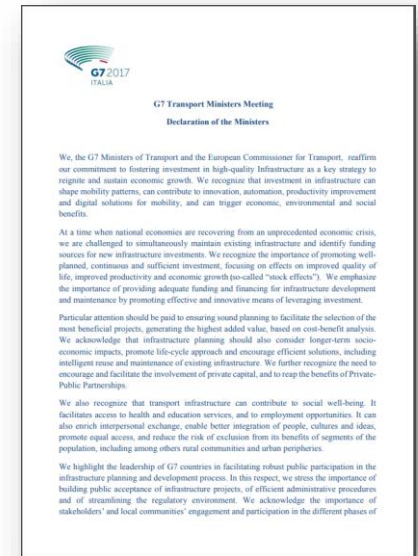 G7 2017
ITALIA
G7 Transport Ministers Meeting
Declaration of the Ministers
We, the G7 Ministers of Transport and the European Commissioner for Transport, reaffirm
our commitment to fostering investment in high-quality Infrastructure as a key strategy to
reignite and sustain economic growth. We recognize that investment in infrastructure can
shape mobility patterns, can contribute to innovation, automation, productivity improvement
and digital solutions for mobility, and can trigger economic, environmental and social
benefits.
At a time when national economies are recovering from an unprecedented economic crisis,
we are challenged to simultaneously maintain existing infrastructure and identify funding
sources for new infrastructure investments. We recognize the importance of promoting well-
planned, continuous and sufficient investment, focusing on effects on improved quality of
life, improved productivity and economic growth (so-called "stock effects"). We emphasize
the importance of providing adequate funding and financing for infrastructure development
and maintenance by promoting effective and innovative means of leveraging investment.
Particular attention should be paid to ensuring sound planning to facilitate the selection of the
most beneficial projects, generating the highest added value, based on cost-benefit analysis.
We acknowledge that infrastructure planning should also consider longer-term socio-
economic impacts, promote life-cycle approach and encourage efficient solutions, including
intelligent reuse and maintenance of existing infrastructure. We further recognize the need to
encourage and facilitate the involvement of private capital, and to reap the benefits of Private-
Public Partnerships.
We also recognize that transport infrastructure can contribute to social well-being. It
facilitates access to health and education services, and to employment opportunities. It can
also enrich interpersonal exchange, enable better integration of people, cultures and ideas,
promote equal access, and reduce the risk of exclusion from its benefits of segments of the
population, including among others rural communities and urban peripheries.
We highlight the leadership of G7 countries in facilitating robust public participation in the
infrastructure planning and development process. In this respect, we stress the importance of
building public acceptance of infrastructure projects, of efficient administrative procedures
and of streamlining the regulatory environment. We acknowledge the importance of
stakeholders' and local communities' engagement and participation in the different phases of